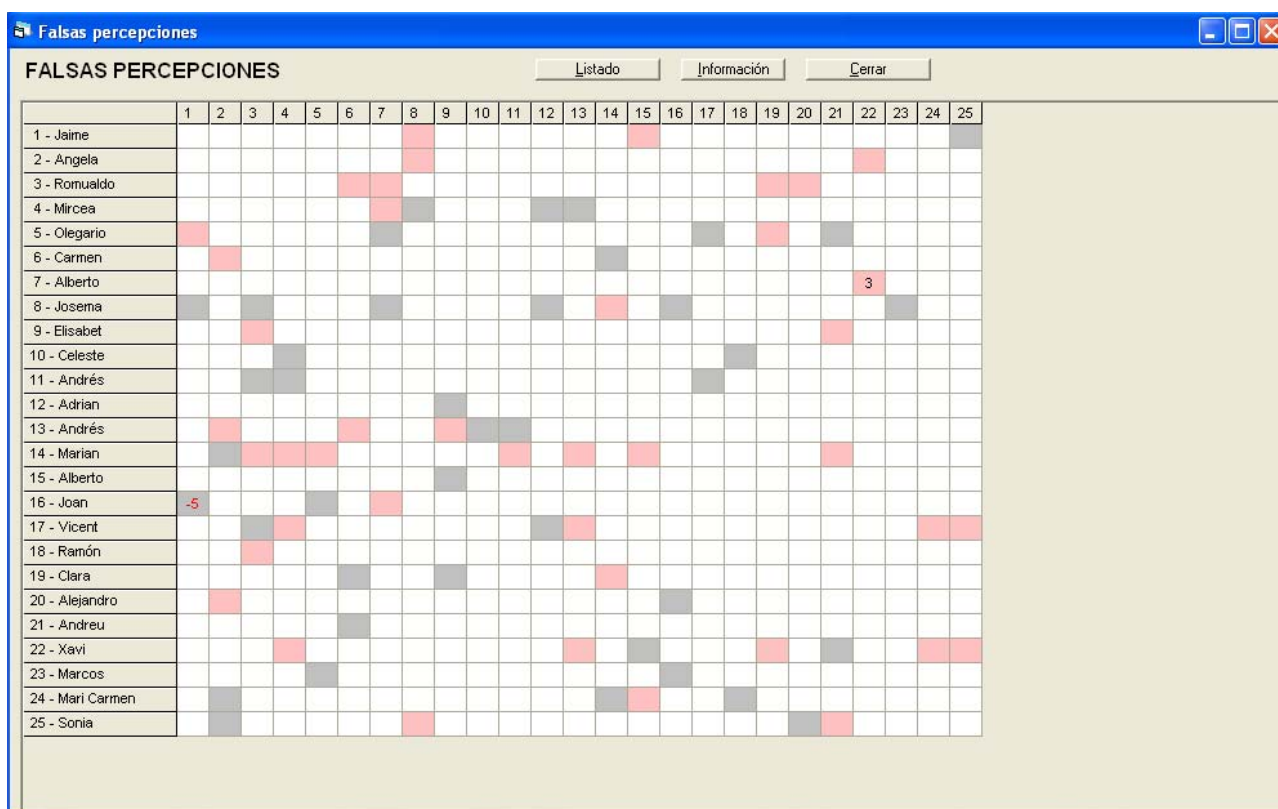 Falsas percepciones
FALSAS PERCEPCIONES
Listado
Información
Cerrar
1 2 3 4 5 6 7 8 9 10 11 12 13 14 15 16 17 18 19 20 21 22 23 24 25
1 - Jaime
2 - Angela
3 - Romualdo
4 - Mircea
5 - Olegario
6 - Carmen
7 - Alberto 3
8 - Josema
9 - Elisabet
10 - Celeste
11 - Andrés
12 - Adrian
13 - Andrés
14 - Marian
15 - Alberto
16 - Joan -5
17 - Vicent
18 - Ramón
19 - Clara
20 - Alejandro
21 - Andreu
22 - Xavi
23 - Marcos
24 - Mari Carmen
25 - Sonia